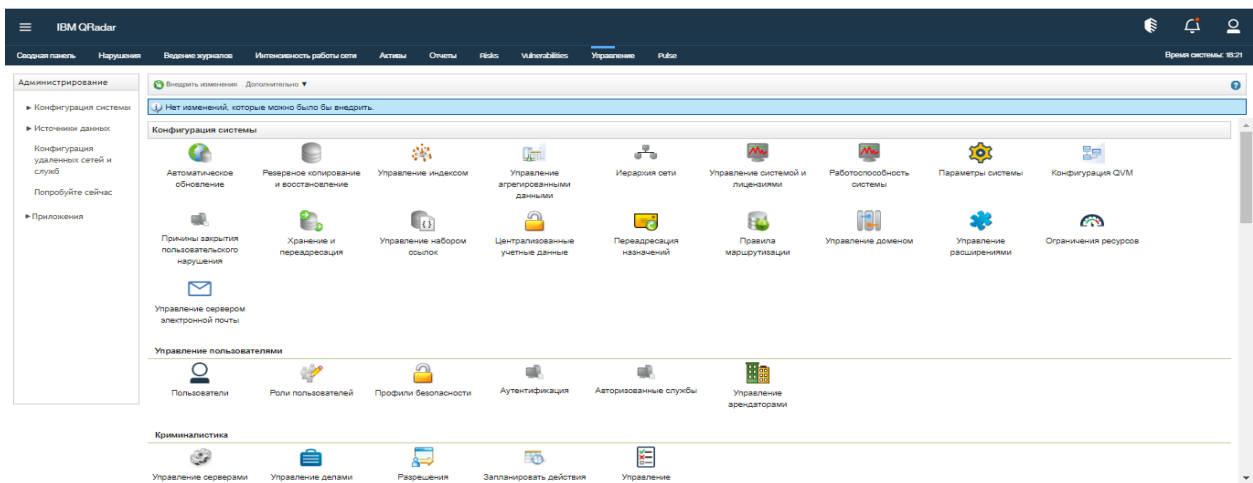 IBM QRadar
Сводная панель Нарушения Ведение журналов Интенсивность работы сети Активы Отчеты Risks Vulnerabilities Управление Pulse Время системы: 18:21
Администрирование
Конфигурация системы
Источники данных
Конфигурация
удаленных сетей и
служб
Попробуйте сейчас
Приложения
Внедрить изменения Дополнительно
Нет изменений, которые можно было бы внедрить.
Конфигурация системы
Автоматическое
обновление
Резервное копирование
и восстановление
Управление индексом
Управление
агрегированными
данными
Иерархия сети
Управление системой и
лицензиями
Работоспособность
системы
Параметры системы
Конфигурация QVM
Причины закрытия
пользовательского
нарушения
Хранение и
переадресация
Управление набором
ссылок
Централизованные
учетные данные
Переадресация
назначений
Правила
маршрутизации
Управление доменом
Управление
расширениями
Ограничения ресурсов
Управление сервером
электронной почты
Управление пользователями
Пользователи
Роли пользователей
Профили безопасности
Аутентификация
Авторизованные службы
Управление
арендаторами
Криминалистика
Управление серверами
Управление делами
Разрешения
Запланировать действия
Управление